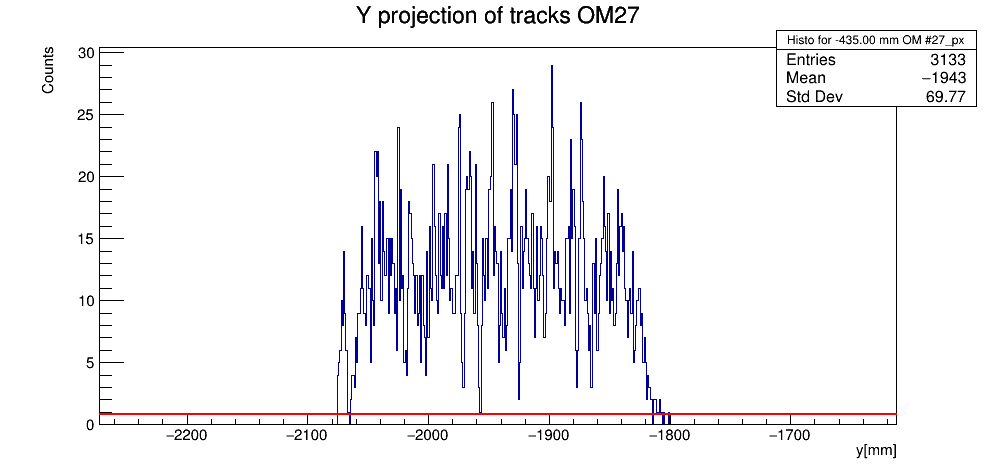 Y projection of tracks OM27
Histo for -435.00 mm OM #27_px
Entries 3133
Mean −1943
Std Dev 69.77
Counts
30
25
20
15
10
5
0
−2200 −2100 −2000 −1900 −1800 −1700
y[mm]